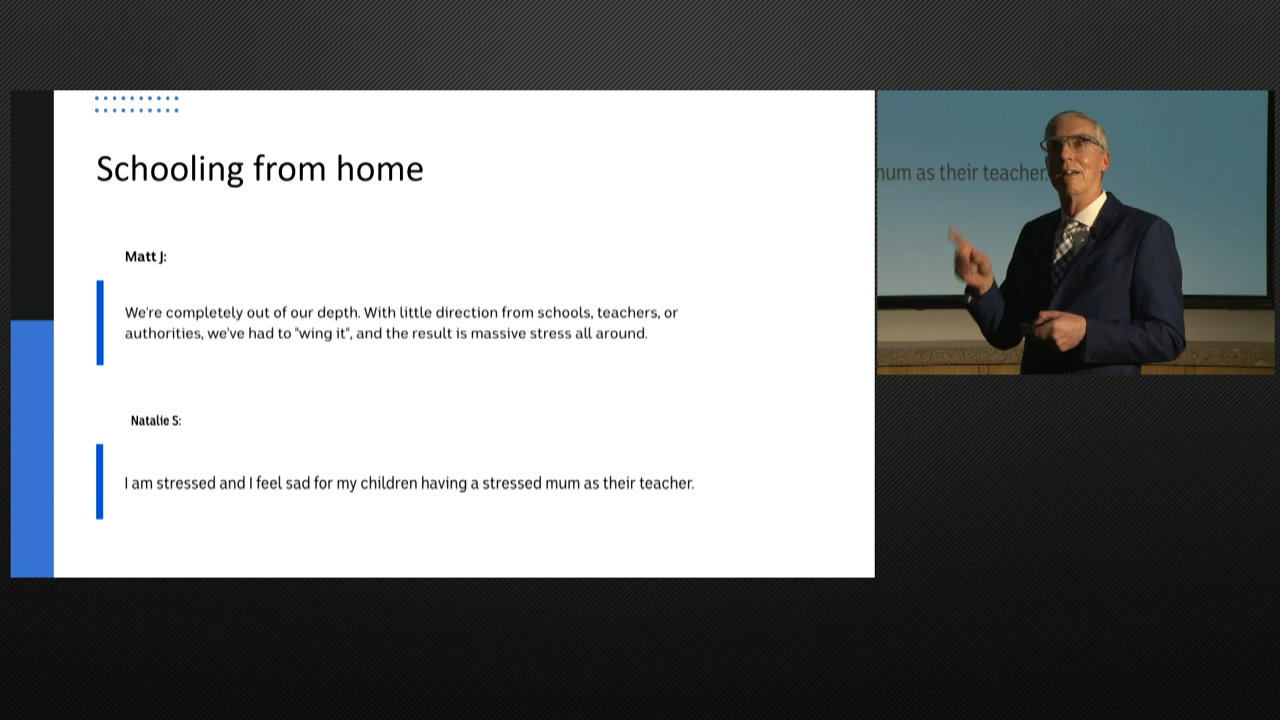 Schooling from home
Matt J:
We're completely out of our depth. With little direction from schools, teachers, or
authorities, we've had to "wing it", and the result is massive stress all around.
Natalie S:
I am stressed and I feel sad for my children having a stressed mum as their teacher.
mum as their teacher.